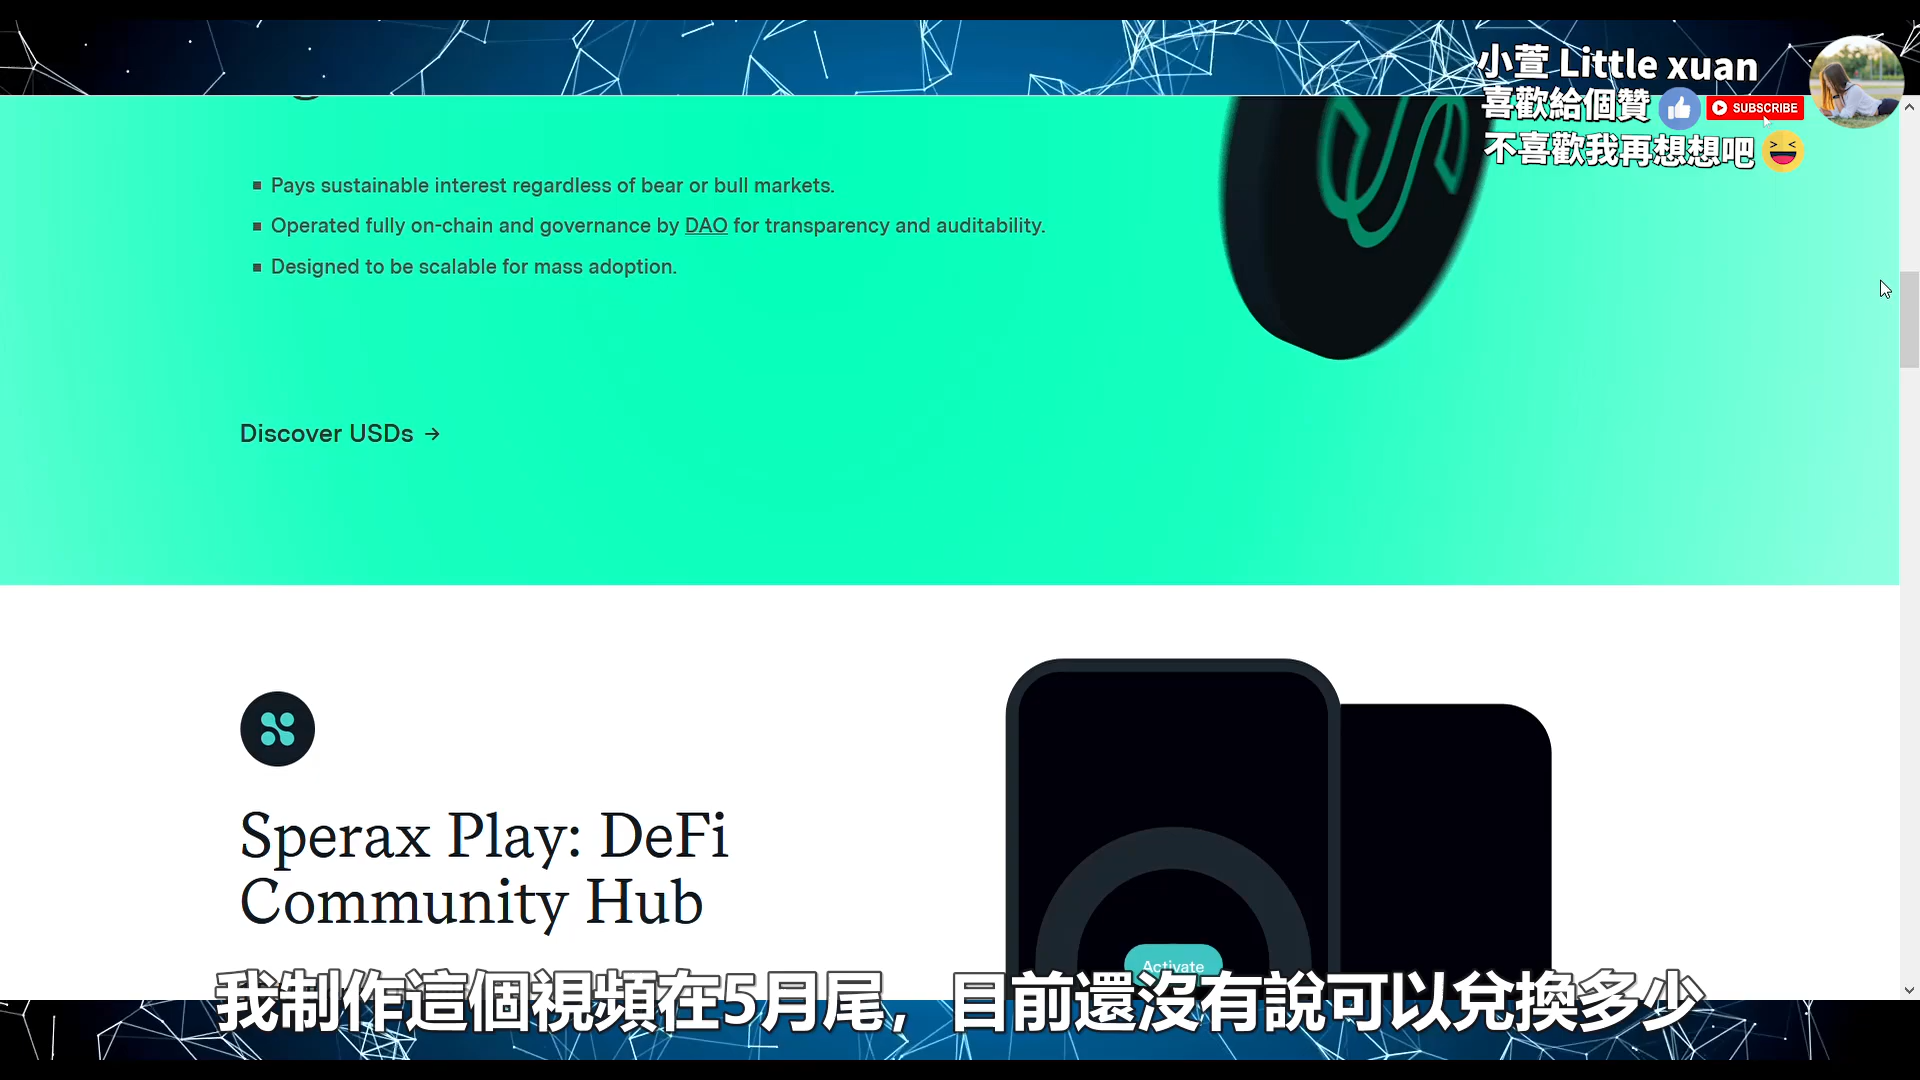 小萱 Little xuan
喜歡給個贊
SUBSCRIBE
不喜歡我再想想吧
Pays sustainable interest regardless of bear or bull markets.
Operated fully on-chain and governance by DAO for transparency and auditability.
Designed to be scalable for mass adoption.
Discover USDs →
Sperax Play: DeFi
Community Hub
Activate
我制作這個視頻在5月尾，目前還沒有說可以兌換多少